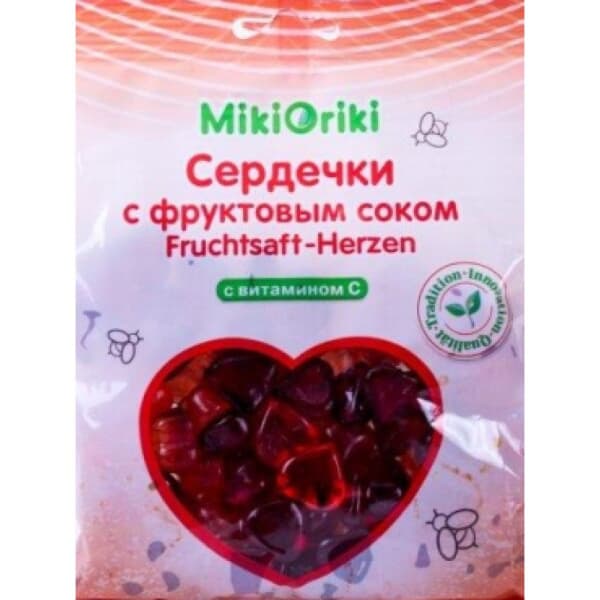 MikiOriki
Сердечки
с фруктовым соком
Fruchtsaft-Herzen
с витамином С
Tradition·Innovation·Qualität·